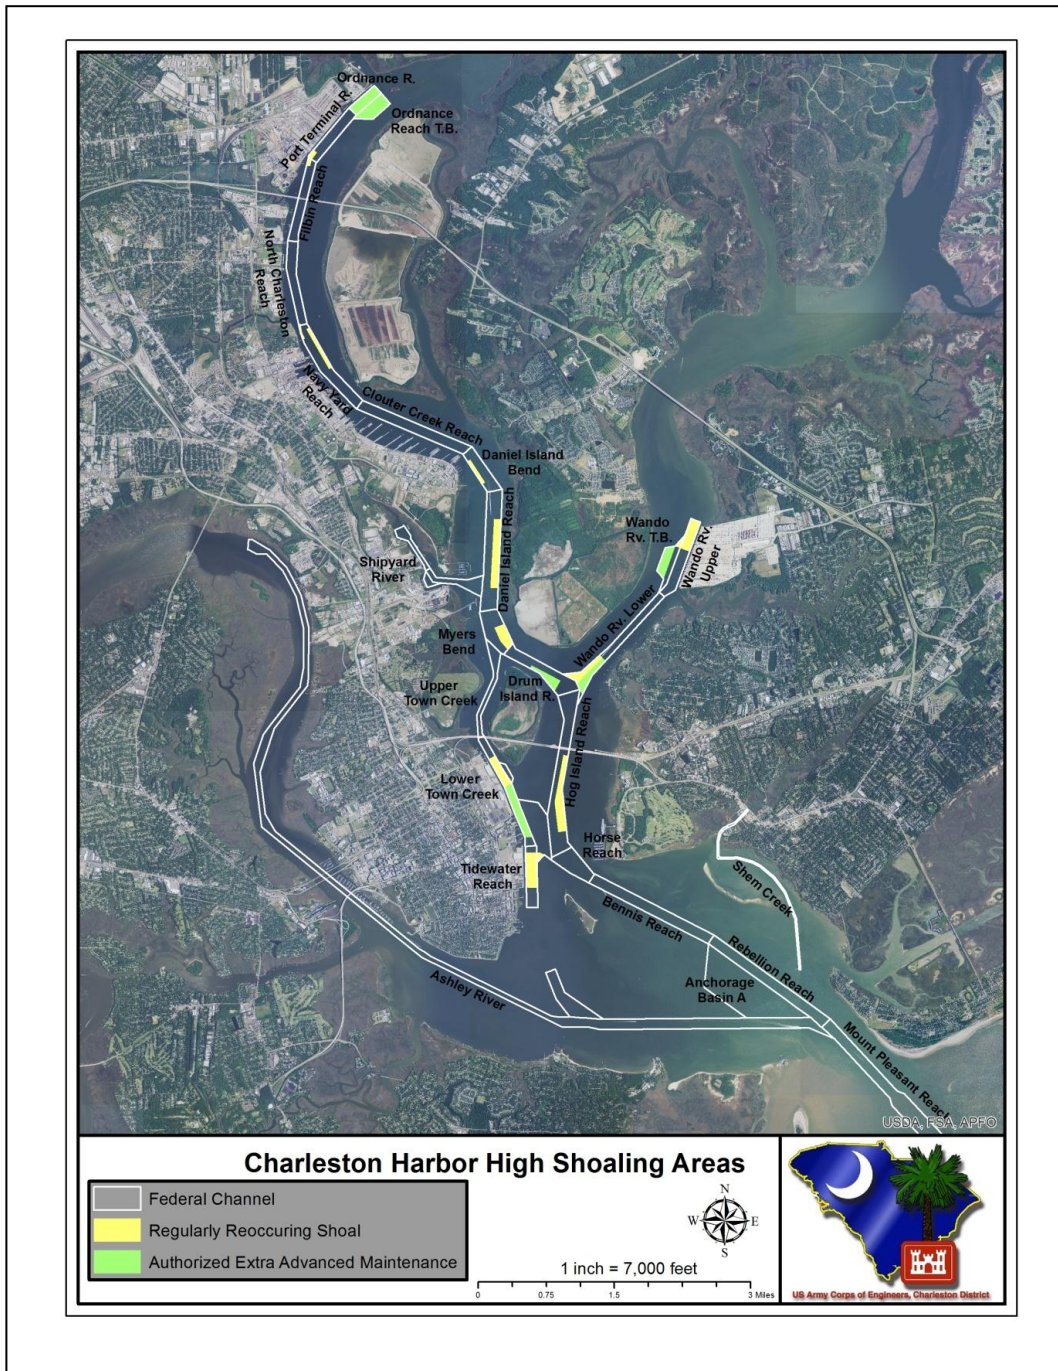 Ordnance R.
Ordnance
Reach T.B.
Port Terminal R.
Filbin Reach
North Charleston
Reach
Navy Yard
Reach
Clouter Creek Reach
Daniel Island
Bend
Daniel Island Reach
Wando
Rv. T.B.
Wando Rv.
Upper
Shipyard
River
Wando Rv. Lower
Myers
Bend
Upper
Town Creek
Drum
Island R.
Hog Island Reach
Lower
Town Creek
Horse
Reach
Tidewater
Reach
Shem Creek
Bennis Reach
Rebellion Reach
Anchorage
Basin A
Ashley River
Mount Pleasant Reach
USDA, FSA, APFO
Charleston Harbor High Shoaling Areas
Federal Channel
Regularly Reoccuring Shoal
Authorized Extra Advanced Maintenance
N
W E
S
1 inch = 7,000 feet
0 0.75 1.5 3 Miles
US Army Corps of Engineers, Charleston District